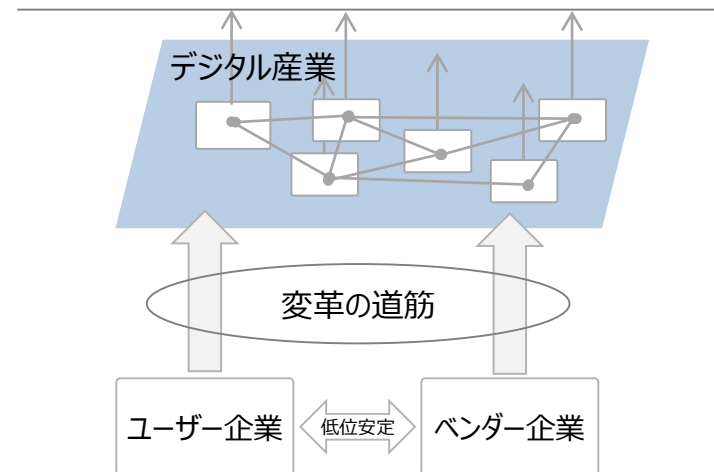 デジタル産業
変革の道筋
ユーザー企業
低位安定
ベンダー企業